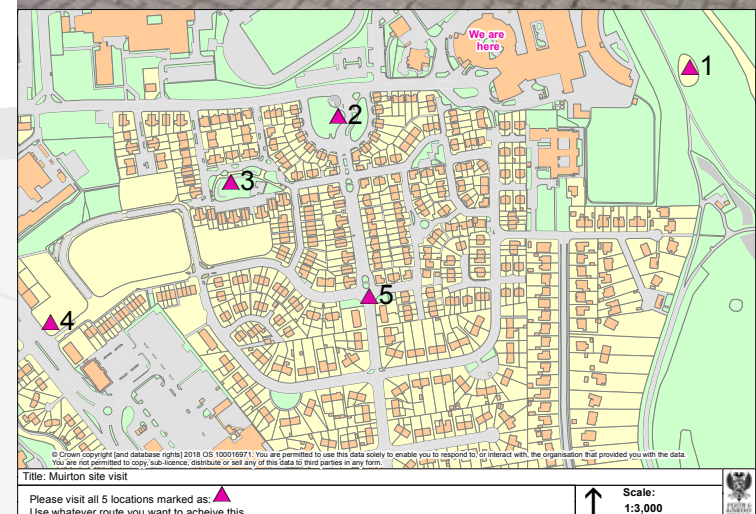 We are
here
1
2
3
4
5
© Crown copyright [and database rights] 2018 OS 100016971. You are permitted to use this data solely to enable you to respond to, or interact with, the organisation that provided you with the data.
You are not permitted to copy, sub-licence, distribute or sell any of this data to third parties in any form.
Title: Muirton site visit
Please visit all 5 locations marked as:
Use whatever route you want to acheive this
Scale:
1:3,000